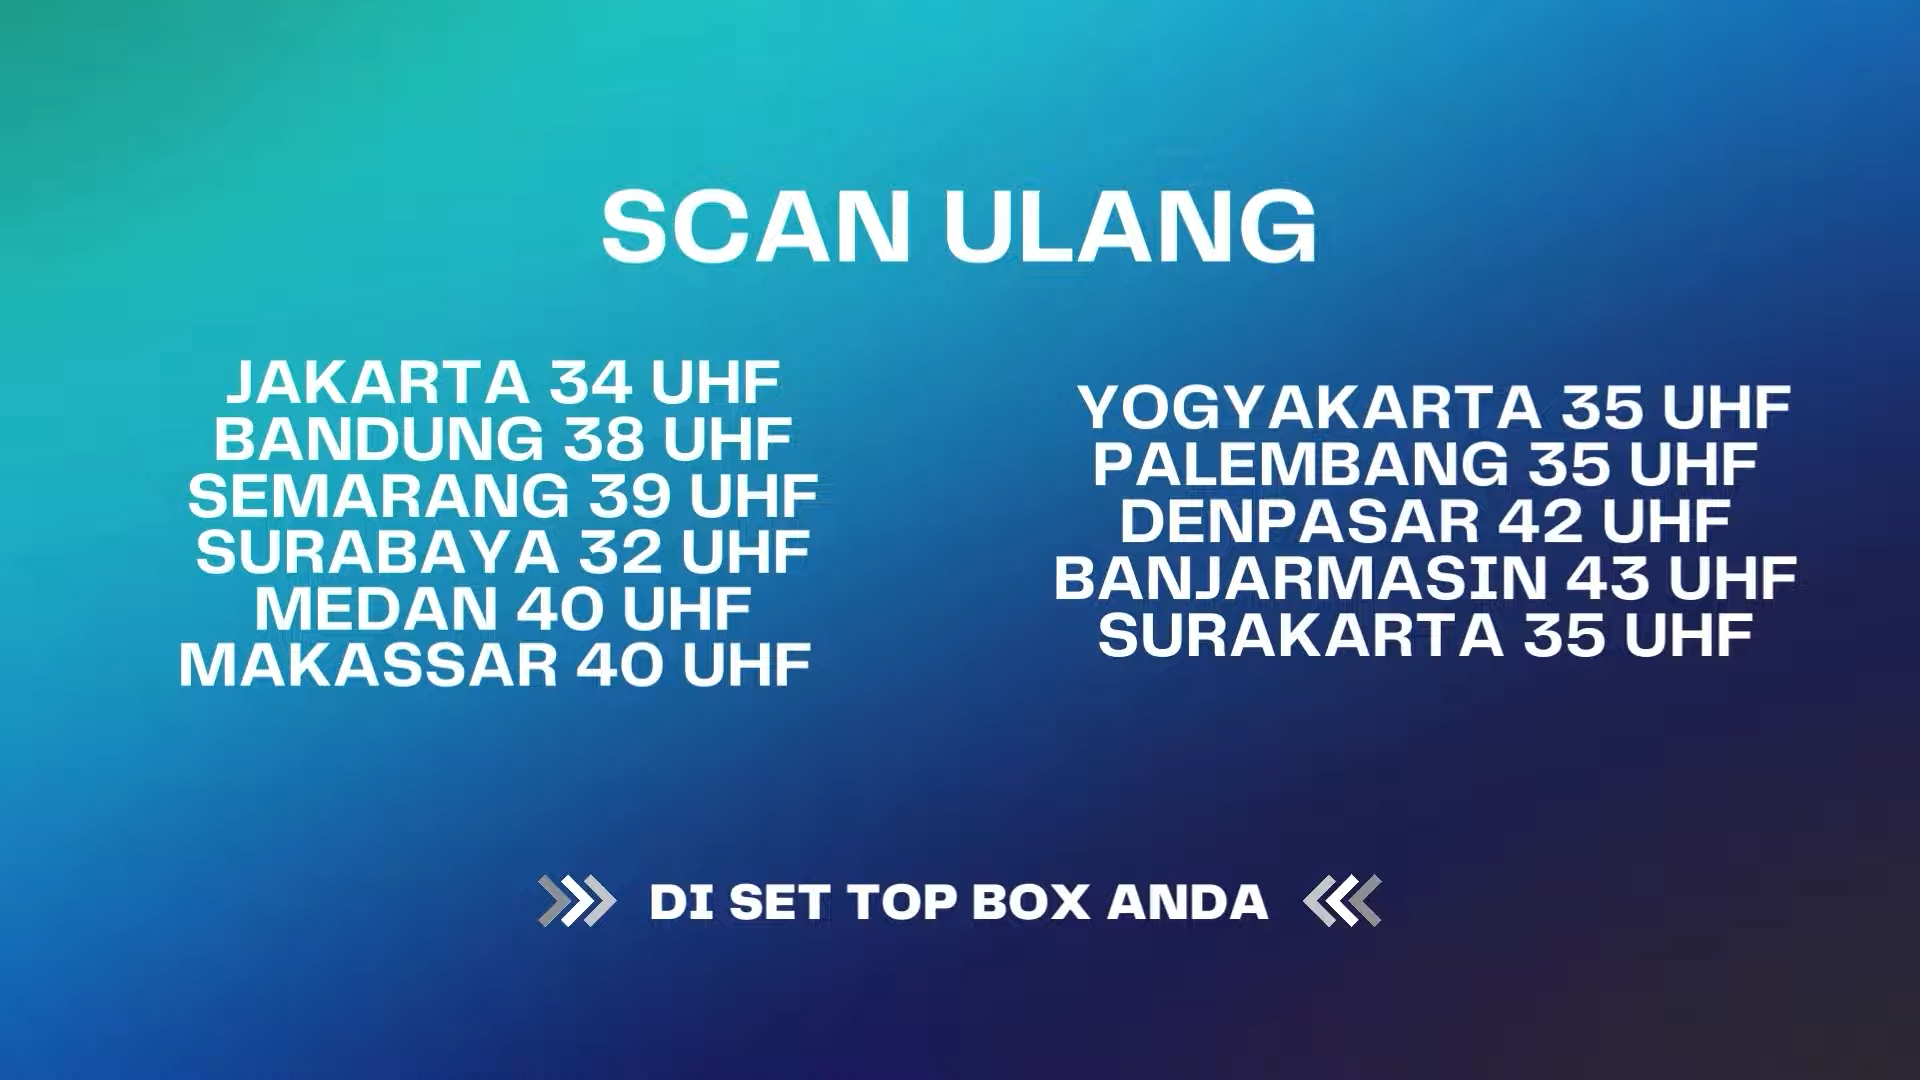 SCAN ULANG
JAKARTA 34 UHF
BANDUNG 38 UHF
SEMARANG 39 UHF
SURABAYA 32 UHF
MEDAN 40 UHF
MAKASSAR 40 UHF
YOGYAKARTA 35 UHF
PALEMBANG 35 UHF
DENPASAR 42 UHF
BANJARMASIN 43 UHF
SURAKARTA 35 UHF
DI SET TOP BOX ANDA